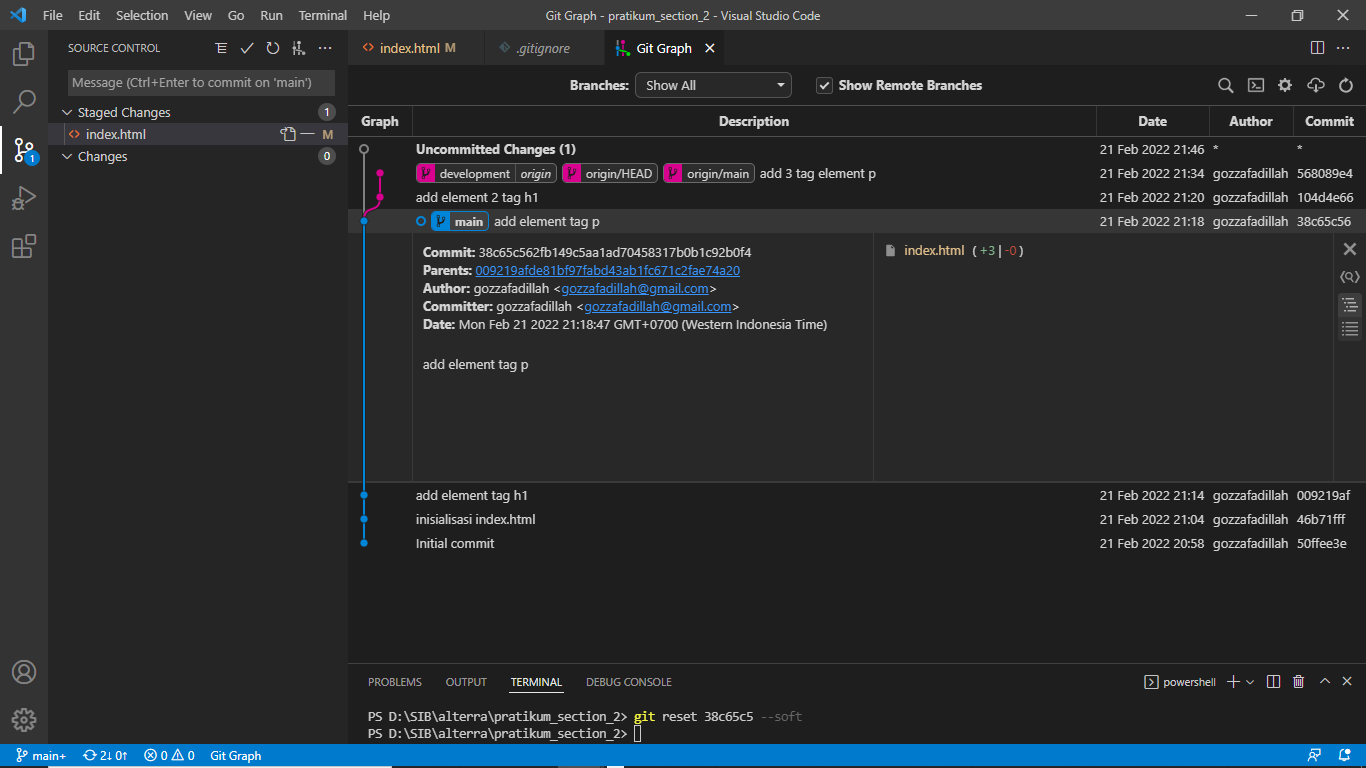 File Edit Selection View Go Run Terminal Help Git Graph - pratikum_section_2 - Visual Studio Code
SOURCE CONTROL
index.html M
.gitignore
Git Graph
Message (Ctrl+Enter to commit on 'main')
Staged Changes 1
index.html M
Changes 0
1
Branches: Show All Show Remote Branches
Graph Description Date Author Commit
Uncommitted Changes (1) 21 Feb 2022 21:46 * *
development origin origin/HEAD origin/main add 3 tag element p 21 Feb 2022 21:34 gozzafadillah 568089e4
add element 2 tag h1 21 Feb 2022 21:20 gozzafadillah 104d4e66
main add element tag p 21 Feb 2022 21:18 gozzafadillah 38c65c56
Commit: 38c65c562fb149c5aa1ad70458317b0b1c92b0f4
Parents: 009219afde81bf97fabd43ab1fc671c2fae74a20
Author: gozzafadillah <gozzafadillah@gmail.com>
Committer: gozzafadillah <gozzafadillah@gmail.com>
Date: Mon Feb 21 2022 21:18:47 GMT+0700 (Western Indonesia Time)
add element tag p
index.html (+3|-0)
add element tag h1 21 Feb 2022 21:14 gozzafadillah 009219af
inisialisasi index.html 21 Feb 2022 21:04 gozzafadillah 46b71fff
Initial commit 21 Feb 2022 20:58 gozzafadillah 50ffee3e
PROBLEMS OUTPUT TERMINAL DEBUG CONSOLE powershell
PS D:\SIB\alterra\pratikum_section_2> git reset 38c65c5 --soft
PS D:\SIB\alterra\pratikum_section_2>
main+ 2↓ 0↑ 0 0 Git Graph